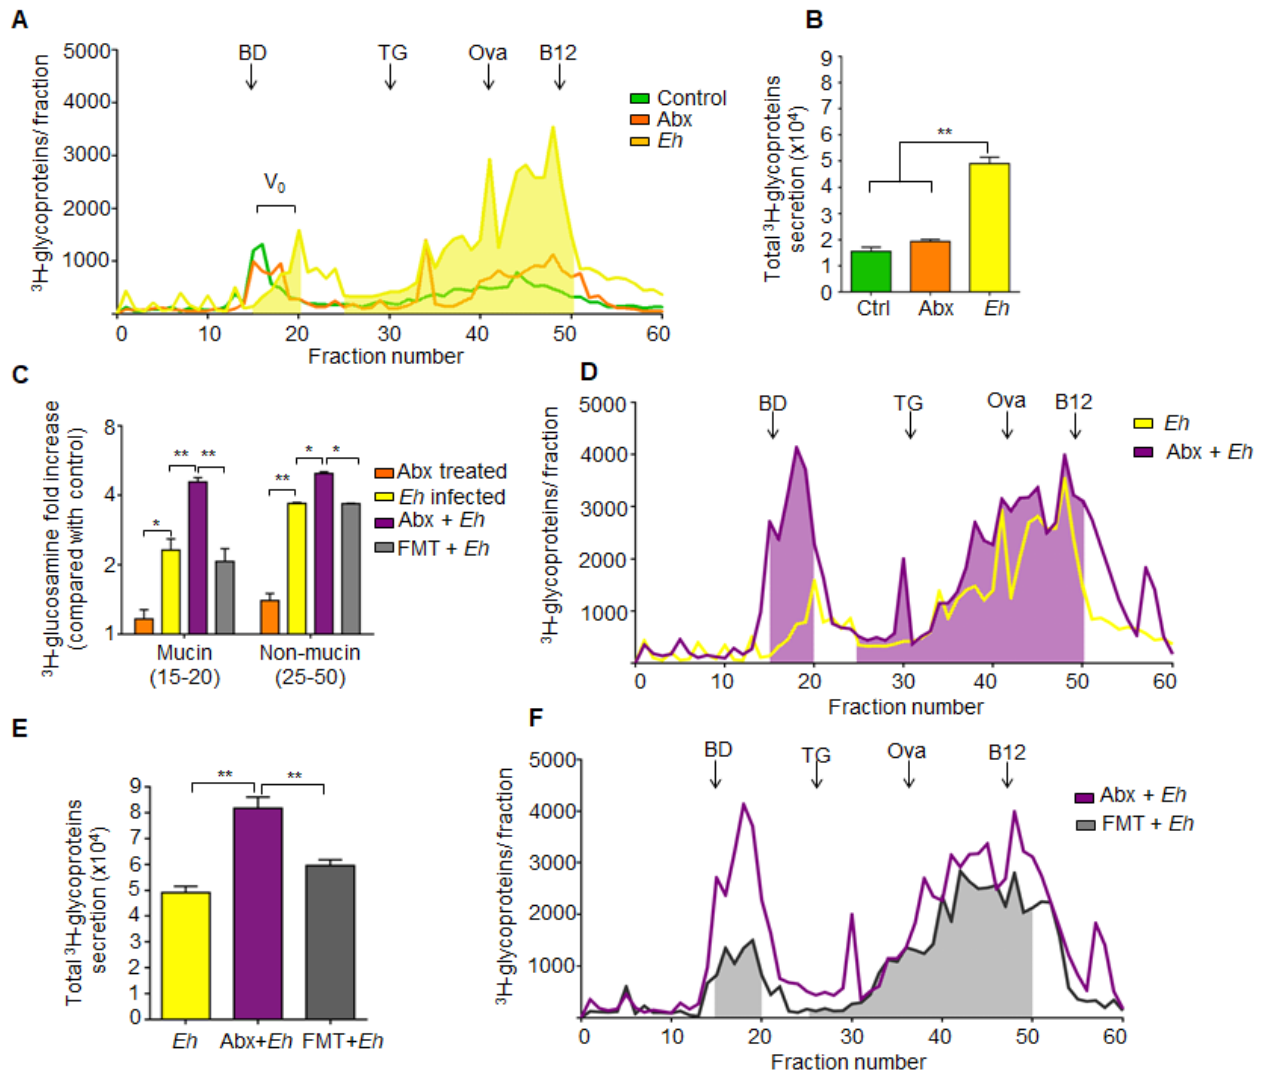 A
BD
TG
Ova
B12
V0
5000
4000
3000
2000
1000
3H-glycoproteins/ fraction
0 10 20 30 40 50 60
Fraction number
Control
Abx
Eh
B
9
8
7
6
5
4
3
2
1
0
Total 3H-glycoproteins
secretion (x10⁴)
**
Ctrl Abx Eh
C
3H-glucosamine fold increase
(compared with control)
8
4
2
1
** **
*
* *
**
Mucin
(15-20)
Non-mucin
(25-50)
Abx treated
Eh infected
Abx + Eh
FMT + Eh
D
BD
TG
Ova
B12
5000
4000
3000
2000
1000
3H-glycoproteins/ fraction
0 10 20 30 40 50 60
Fraction number
Eh
Abx + Eh
E
9
8
7
6
5
4
3
2
1
0
Total 3H-glycoproteins
secretion (x10⁴)
** **
Eh Abx+Eh FMT+Eh
F
BD
TG
Ova
B12
5000
4000
3000
2000
1000
3H-glycoproteins/ fraction
0 10 20 30 40 50 60
Fraction number
Abx + Eh
FMT + Eh